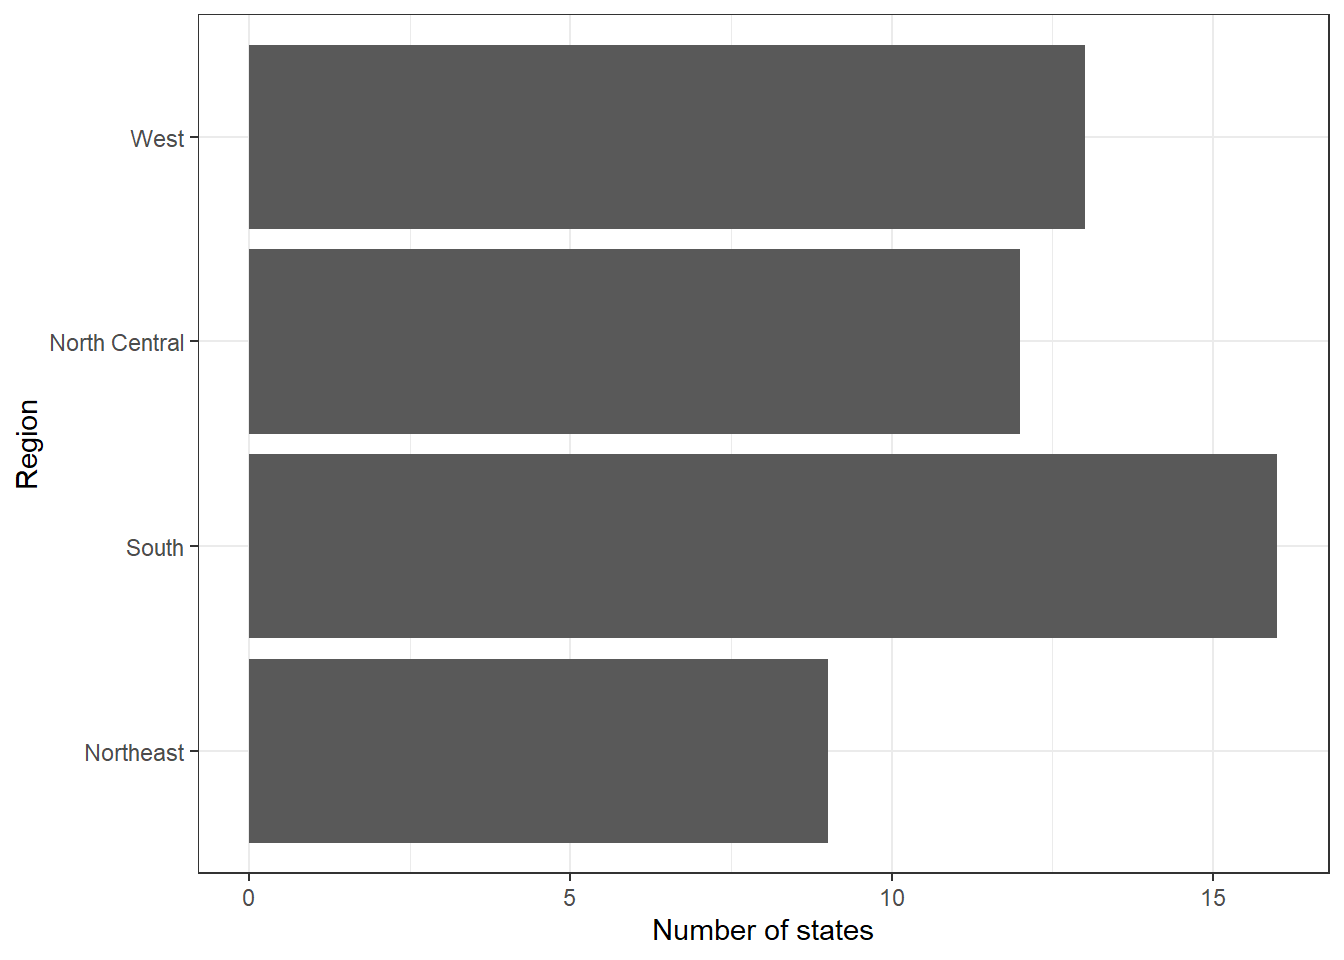 West
North Central
South
Northeast
Region
0 5 10 15
Number of states